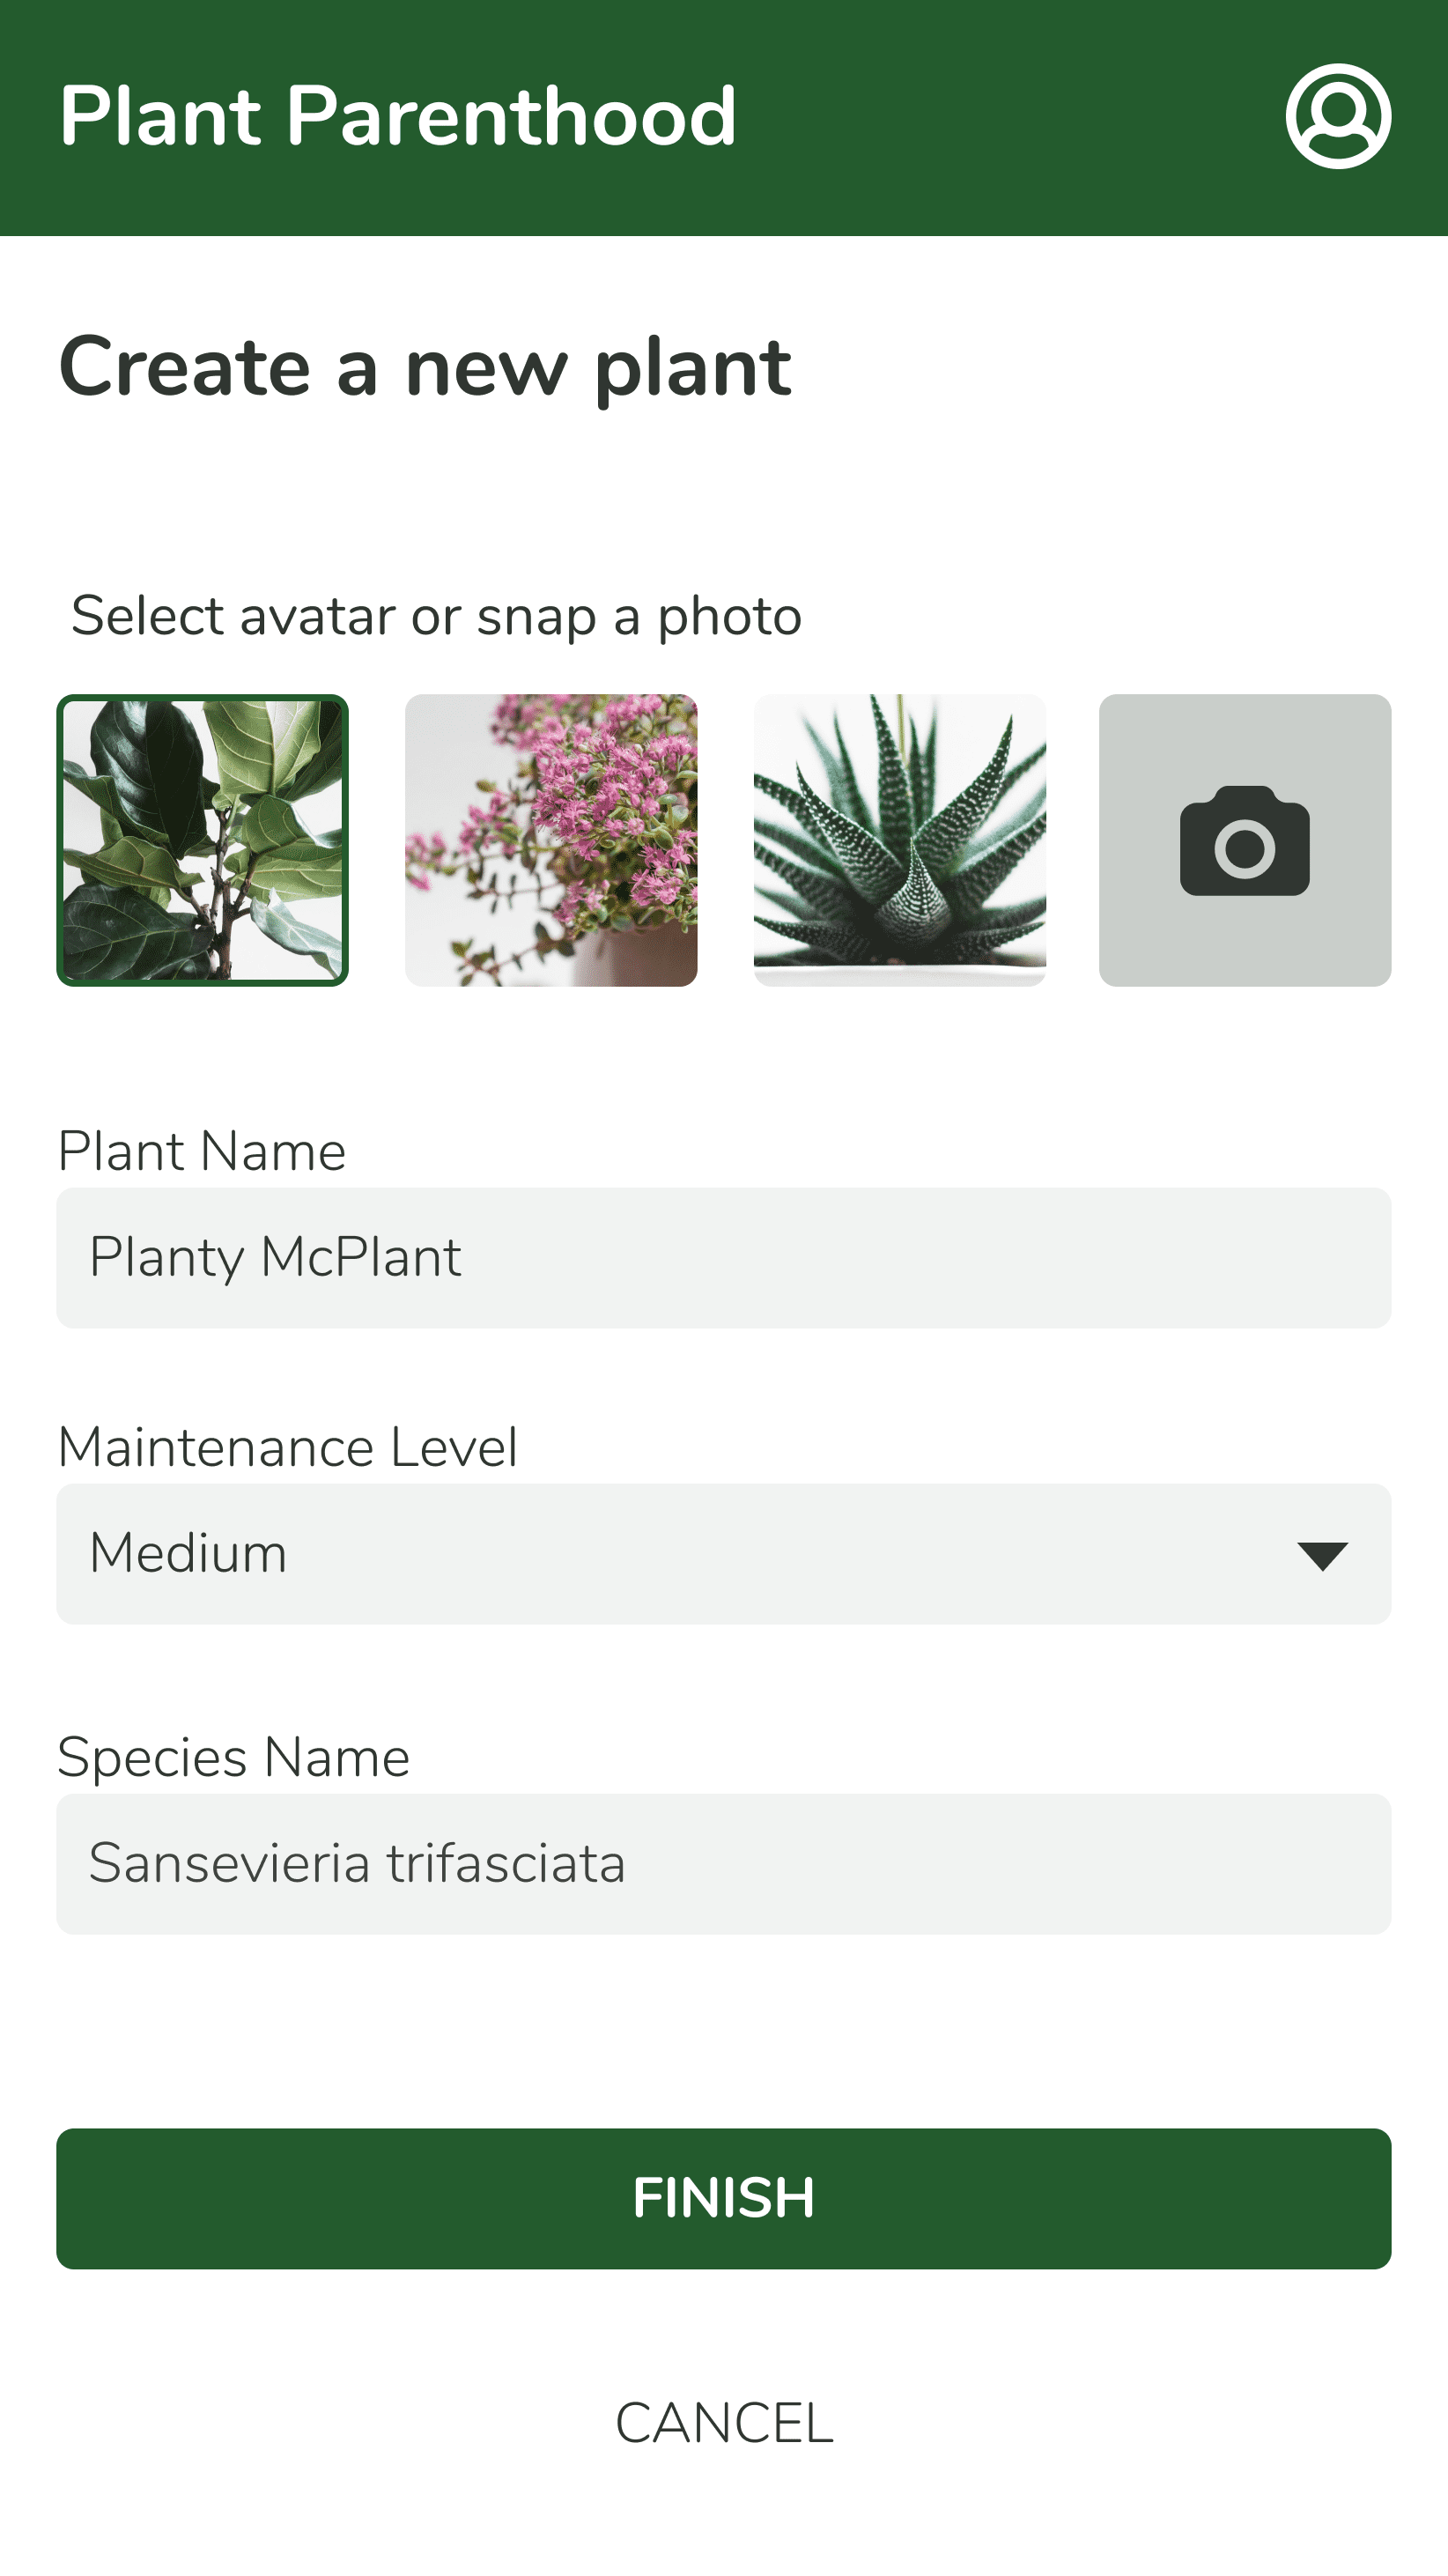 Plant Parenthood
Create a new plant
Select avatar or snap a photo
Plant Name
Planty McPlant
Maintenance Level
Medium
Species Name
Sansevieria trifasciata
FINISH
CANCEL